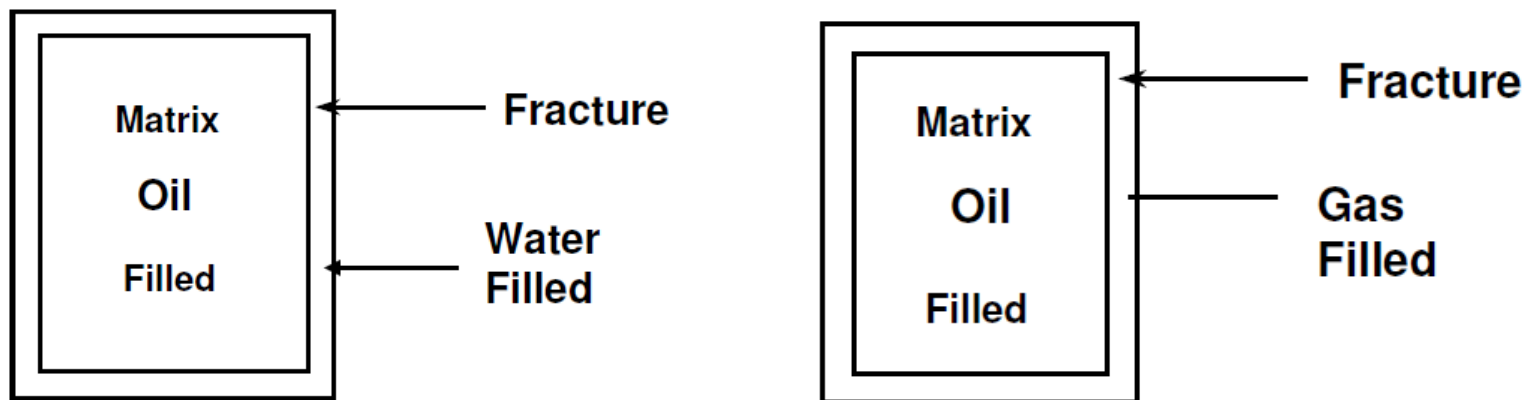 Matrix
Oil
Filled
Fracture
Water
Filled
Matrix
Oil
Filled
Fracture
Gas
Filled